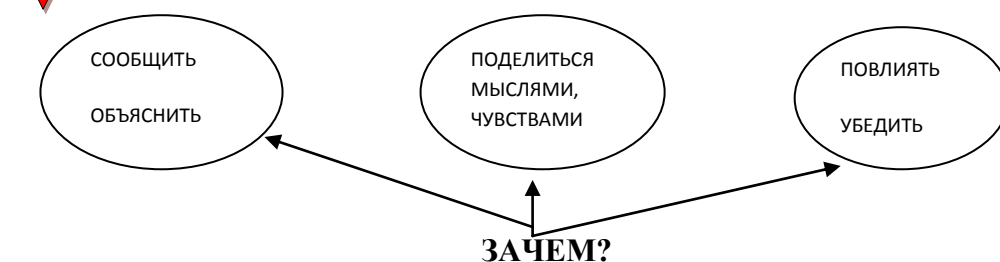 СООБЩИТЬ
ОБЪЯСНИТЬ
ПОДЕЛИТЬСЯ
МЫСЛЯМИ,
ЧУВСТВАМИ
ПОВЛИЯТЬ
УБЕДИТЬ
ЗАЧЕМ?